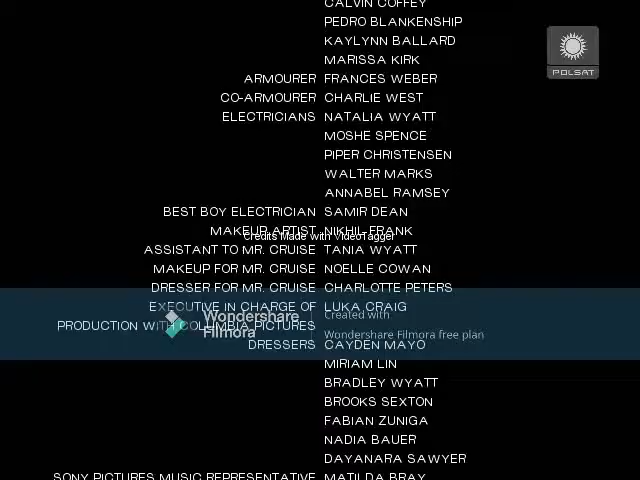 CALVIN COFFEY
PEDRO BLANKENSHIP
KAYLYNN BALLARD
MARISSA KIRK
POLSAT
ARMOURER FRANCES WEBER
CO-ARMOURER CHARLIE WEST
ELECTRICIANS NATALIA WYATT
MOSHE SPENCE
PIPER CHRISTENSEN
WALTER MARKS
ANNABEL RAMSEY
BEST BOY ELECTRICIAN SAMIR DEAN
MAKEUP ARTIST NIKHIL FRANK
Credits Made with VideoTagger
ASSISTANT TO MR. CRUISE TANIA WYATT
MAKEUP FOR MR. CRUISE NOELLE COWAN
DRESSER FOR MR. CRUISE CHARLOTTE PETERS
EXECUTIVE IN CHARGE OF LUKA CRAIG
PRODUCTION WITH COLUMBIA PICTURES
Wondershare
Filmora
Created with
Wondershare Filmora free plan
DRESSERS CAYDEN MAYO
MIRIAM LIN
BRADLEY WYATT
BROOKS SEXTON
FABIAN ZUNIGA
NADIA BAUER
DAYANARA SAWYER
SONY PICTURES MUSIC REPRESENTATIVE MATILDA BRAY